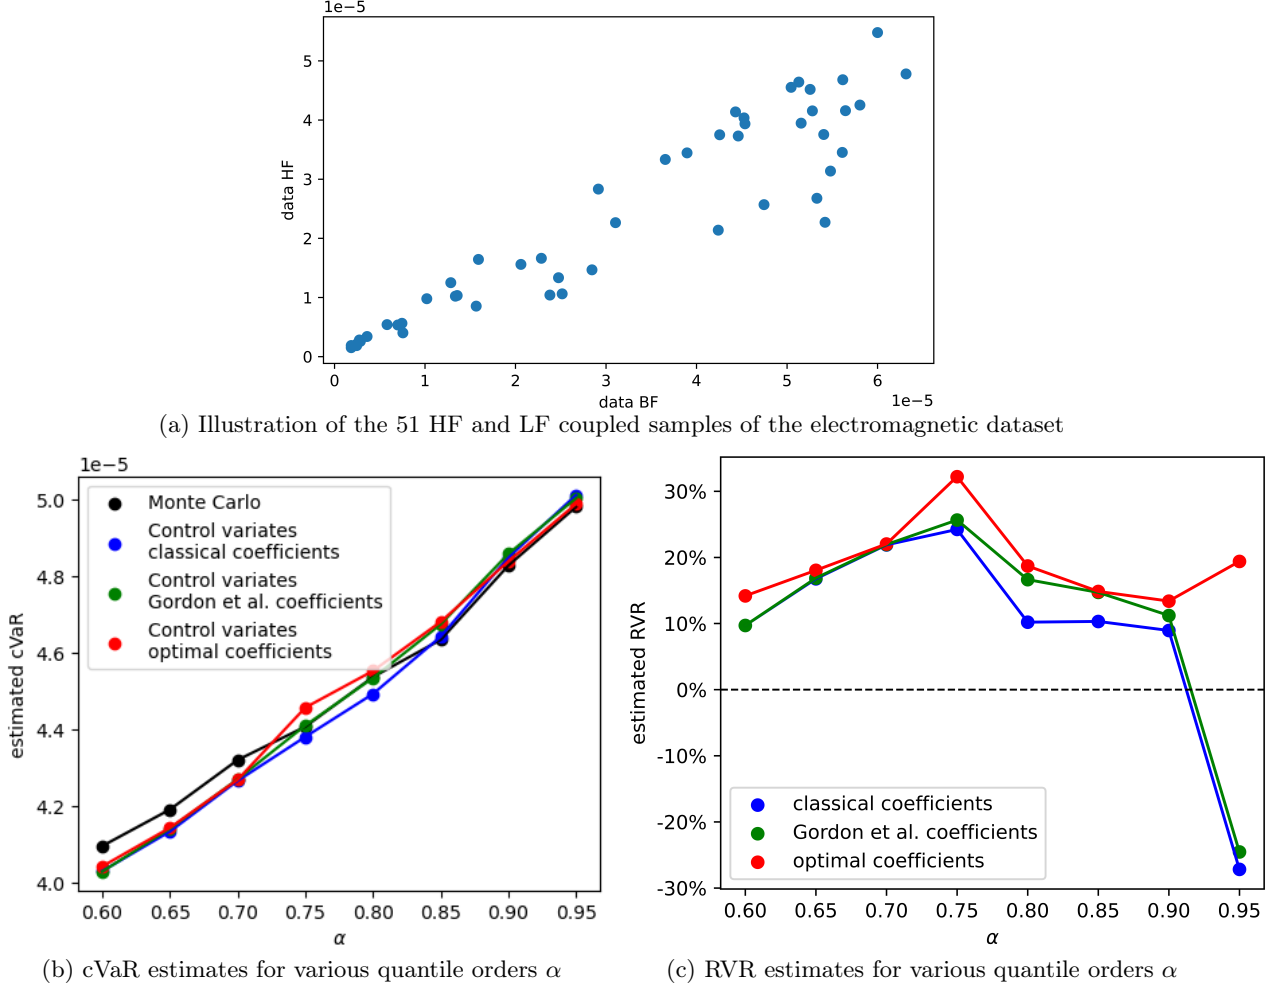 1e−5
5
4
3
2
1
0
data HF
0 1 2 3 4 5 6
data BF
1e−5
(a) Illustration of the 51 HF and LF coupled samples of the electromagnetic dataset
1e−5
5.0
4.8
4.6
4.4
4.2
4.0
estimated cVaR
Monte Carlo
Control variates
classical coefficients
Control variates
Gordon et al. coefficients
Control variates
optimal coefficients
0.60 0.65 0.70 0.75 0.80 0.85 0.90 0.95
α
(b) cVaR estimates for various quantile orders α
30%
20%
10%
0%
-10%
-20%
-30%
estimated RVR
classical coefficients
Gordon et al. coefficients
optimal coefficients
0.60 0.65 0.70 0.75 0.80 0.85 0.90 0.95
α
(c) RVR estimates for various quantile orders α